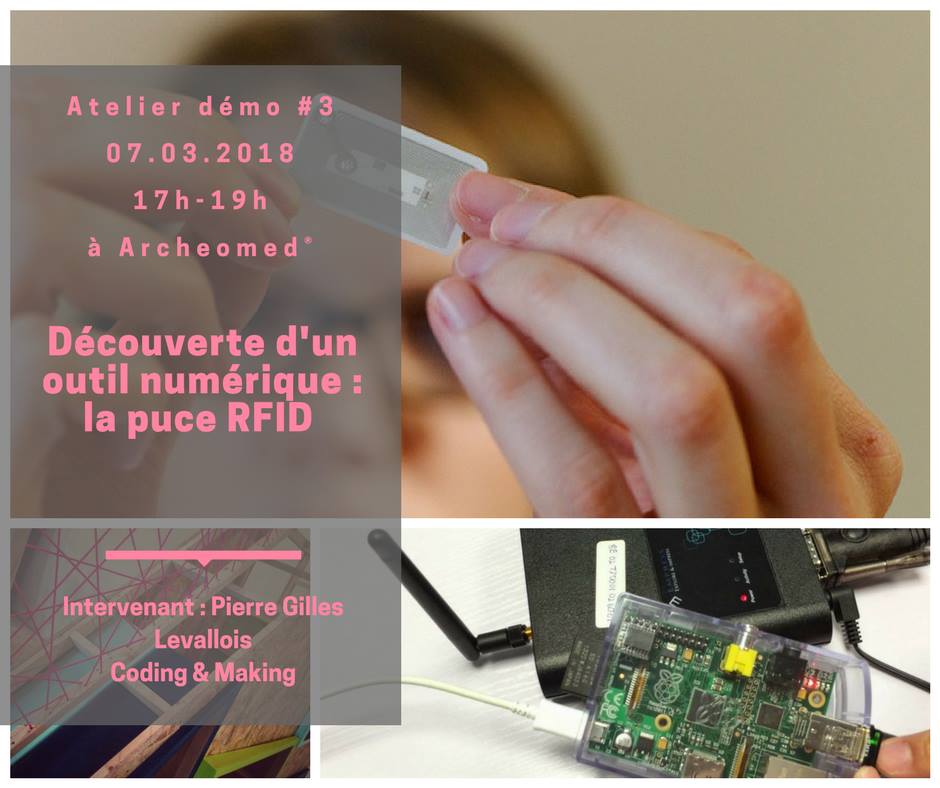 Atelier démo #3
07.03.2018
17h-19h
à Archeomed®
Découverte d'un
outil numérique :
la puce RFID
Intervenant : Pierre Gilles
Levallois
Coding & Making